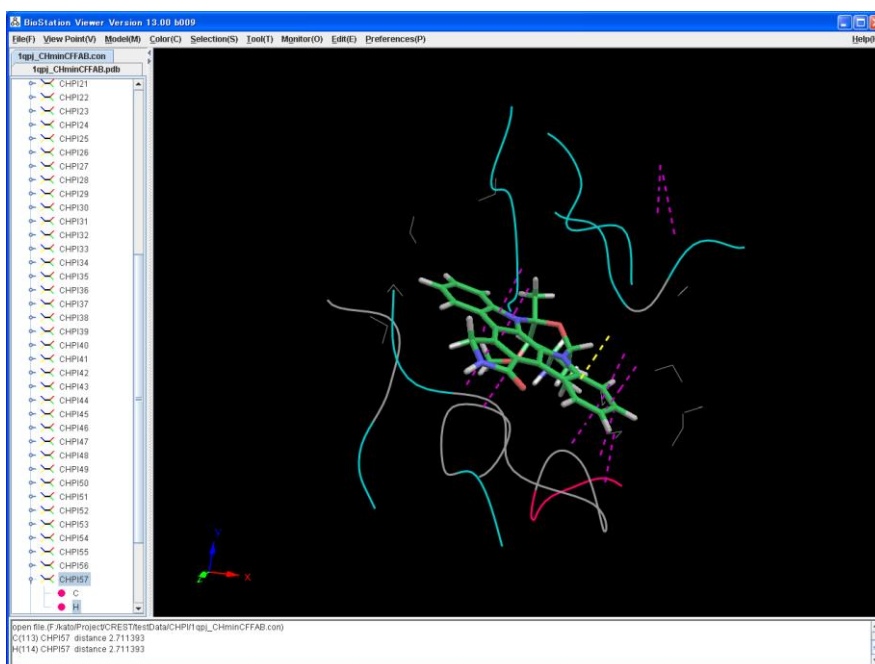 BioStation Viewer Version 13.00 b009
File(F) View Point(V) Model(M) Color(C) Selection(S) Tool(T) Monitor(O) Edit(E) Preferences(P) Help(
1qpj_CHminCFFAB.con
1qpj_CHminCFFAB.pdb
CHPI21
CHPI22
CHPI23
CHPI24
CHPI25
CHPI26
CHPI27
CHPI28
CHPI29
CHPI30
CHPI31
CHPI32
CHPI33
CHPI34
CHPI35
CHPI36
CHPI37
CHPI38
CHPI39
CHPI40
CHPI41
CHPI42
CHPI43
CHPI44
CHPI45
CHPI46
CHPI47
CHPI48
CHPI49
CHPI50
CHPI51
CHPI52
CHPI53
CHPI54
CHPI55
CHPI56
CHPI57
C
H
Y
X
open file.(F:/kato/Project/CREST/testData/CHPI/1qpj_CHminCFFAB.con)
C(113) CHPI57 distance 2.711393
H(114) CHPI57 distance 2.711393